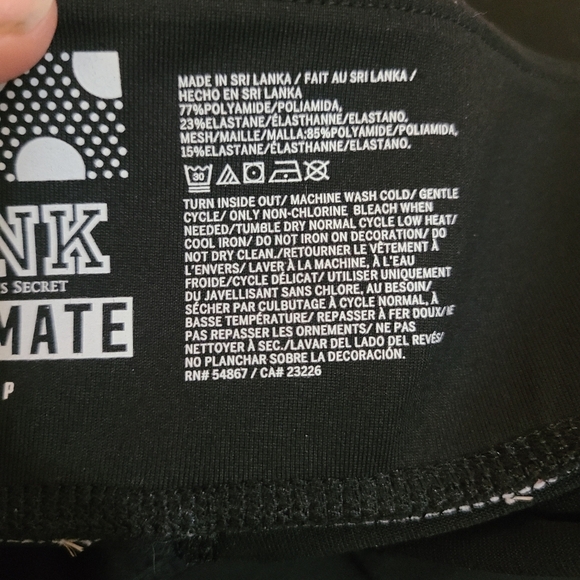 MADE IN SRI LANKA / FAIT AU SRI LANKA /
HECHO EN SRI LANKA
77%POLYAMIDE/POLIAMIDA,
23%ELASTANE/ÉLASTHANNE/ELASTANO.
MESH/MAILLE/MALLA:85%POLYAMIDE/POLIAMIDA,
15%ELASTANE/ÉLASTHANNE/ELASTANO.
30
TURN INSIDE OUT/ MACHINE WASH COLD/ GENTLE
CYCLE/ ONLY NON-CHLORINE BLEACH WHEN
NEEDED/TUMBLE DRY NORMAL CYCLE LOW HEAT/
COOL IRON/ DO NOT IRON ON DECORATION/ DO
NOT DRY CLEAN./RETOURNER LE VÊTEMENT À
L'ENVERS/ LAVER À LA MACHINE, À L'EAU
FROIDE/CYCLE DÉLICAT/ UTILISER UNIQUEMENT
DU JAVELLISANT SANS CHLORE, AU BESOIN/
SÉCHER PAR CULBUTAGE À CYCLE NORMAL, À
BASSE TEMPÉRATURE/ REPASSER À FER DOUX/NE
PAS REPASSER LES ORNEMENTS/ NE PAS
NETTOYER À SEC./LAVAR DEL LADO DEL REVÉS/
NO PLANCHAR SOBRE LA DECORACIÓN.
RN# 54867 / CA# 23226
NK
'S SECRET
MATE
P